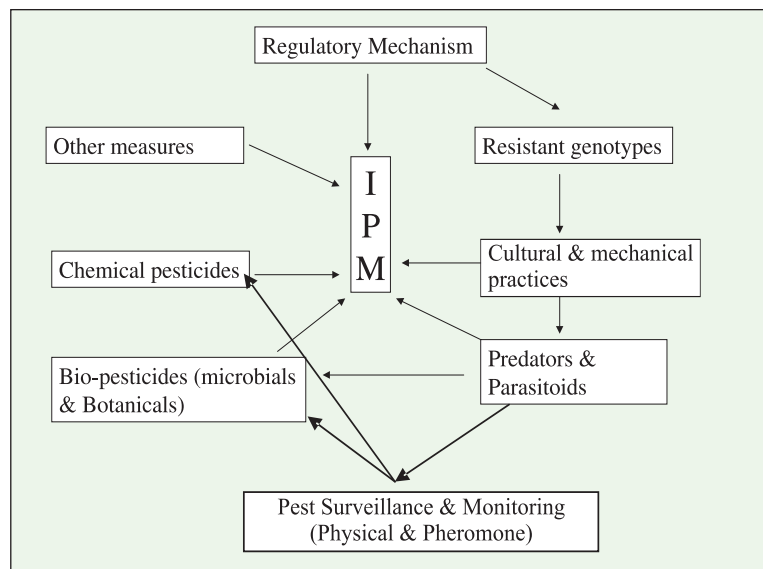 Regulatory Mechanism
Other measures
Resistant genotypes
I
P
M
Chemical pesticides
Cultural & mechanical
practices
Bio-pesticides (microbials
& Botanicals)
Predators &
Parasitoids
Pest Surveillance & Monitoring
(Physical & Pheromone)